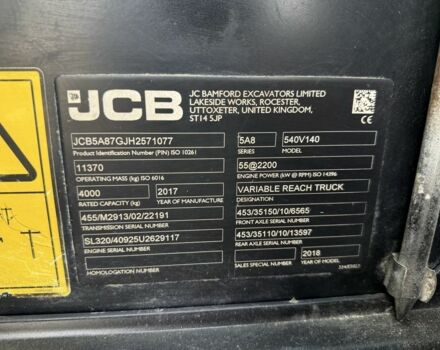 JCB
JC BAMFORD EXCAVATORS LIMITED
LAKESIDE WORKS, ROCESTER,
UTTOXETER, UNITED KINGDOM,
ST14 5JP
JCB5A87GJH2571077
Product Identification Number (PIN) ISO 10261
5A8 540V140
SERIES MODEL
11370
OPERATING MASS (kg) ISO 6016
55@2200
ENGINE POWER (kW @ RPM) ISO 14396
4000 2017
RATED CAPACITY (kg) YEAR OF MANUFACTURE
VARIABLE REACH TRUCK
DESIGNATION
455/M2913/02/22191
TRANSMISSION SERIAL NUMBER
453/35150/10/6565
FRONT AXLE SERIAL NUMBER
SL320/40925U2629117
ENGINE SERIAL NUMBER
453/35110/10/13597
REAR AXLE SERIAL NUMBER
HOMOLOGATION NUMBER
2018
SALES SPECIAL NUMBER YEAR OF MODEL